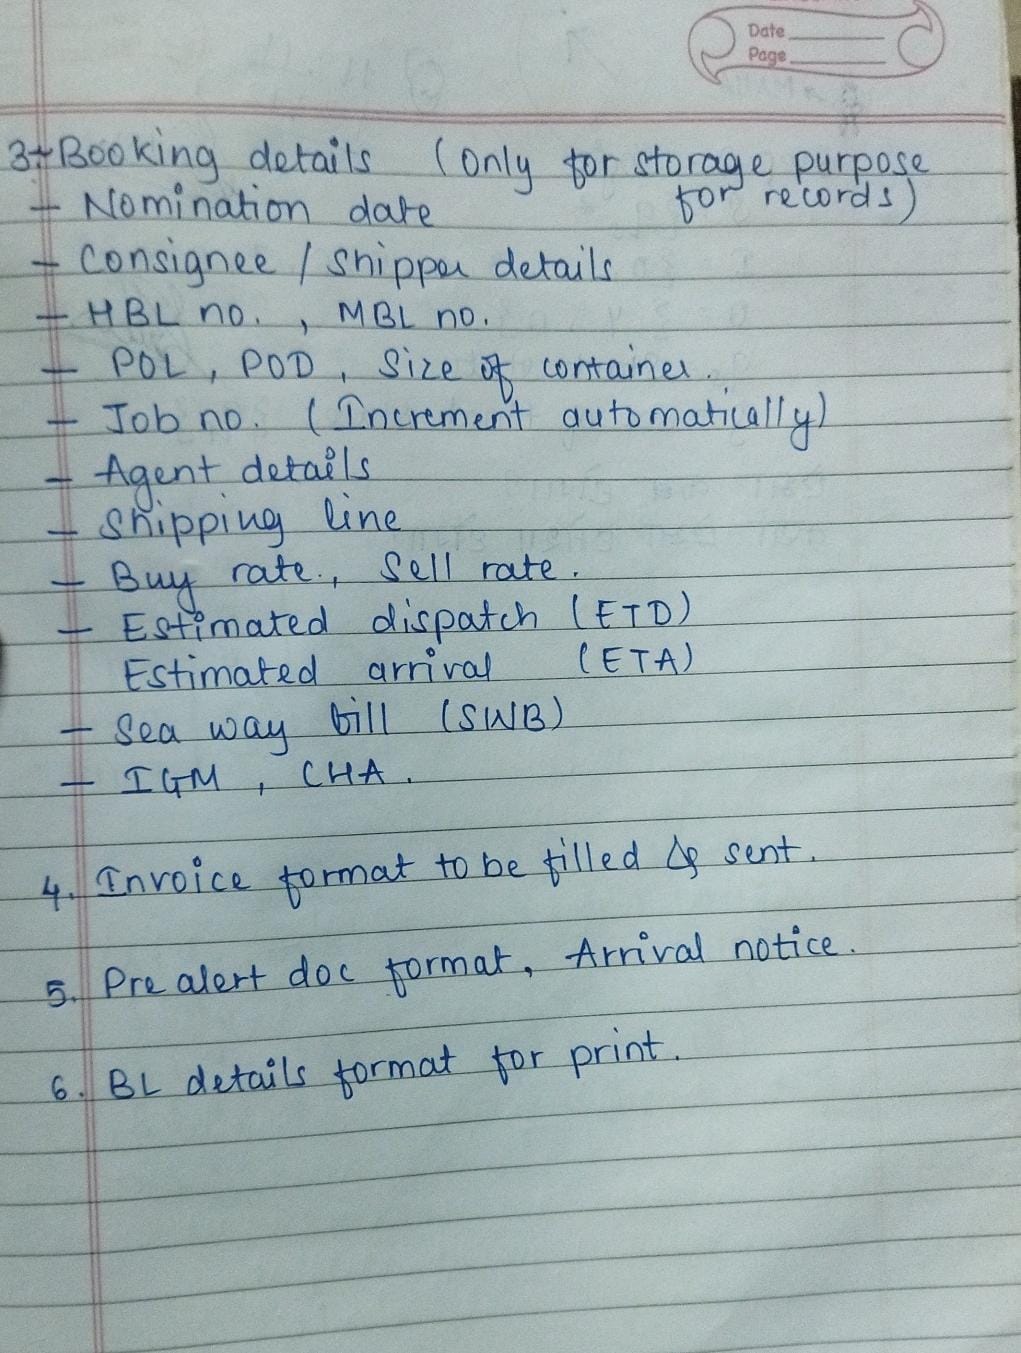 Date
Page
3 Booking details (Only for storage purpose
for records)
- Nomination date
- Consignee / Shipper details
- HBL no. , MBL no.
- POL , POD , Size of container.
- Job no. (Increment automatically)
- Agent details
- Shipping line
- Buy rate., Sell rate.
- Estimated dispatch (ETD)
Estimated arrival (ETA)
- Sea way bill (SWB)
- IGM , CHA.
4. Invoice format to be filled & sent.
5. Pre alert doc format, Arrival notice.
6. BL details format for print.